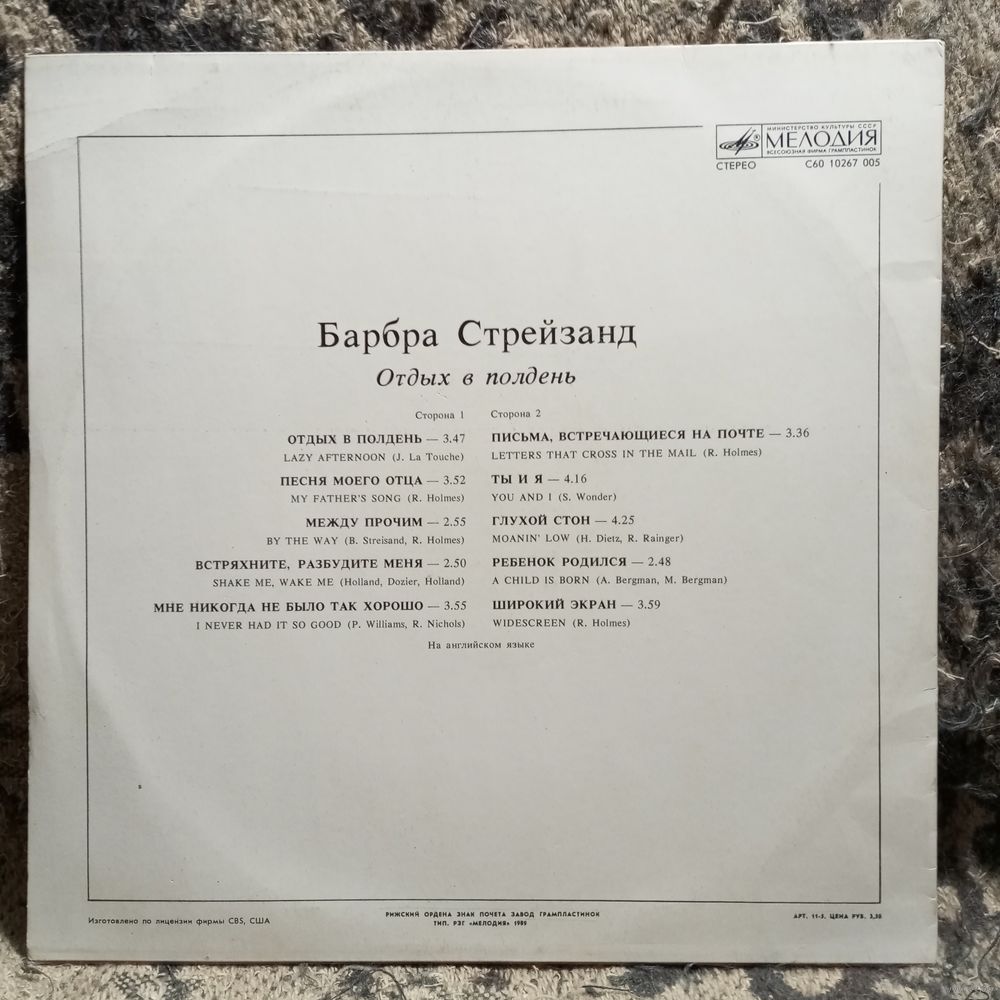 МИНИСТЕРСТВО КУЛЬТУРЫ СССР
МЕЛОДИЯ
ВСЕСОЮЗНАЯ ФИРМА ГРАМПЛАСТИНОК
СТЕРЕО С60 10267 005
Барбра Стрейзанд
Отдых в полдень
Сторона 1
ОТДЫХ В ПОЛДЕНЬ — 3.47
LAZY AFTERNOON (J. La Touche)
ПЕСНЯ МОЕГО ОТЦА — 3.52
MY FATHER'S SONG (R. Holmes)
МЕЖДУ ПРОЧИМ — 2.55
BY THE WAY (B. Streisand, R. Holmes)
ВСТРЯХНИТЕ, РАЗБУДИТЕ МЕНЯ — 2.50
SHAKE ME, WAKE ME (Holland, Dozier, Holland)
МНЕ НИКОГДА НЕ БЫЛО ТАК ХОРОШО — 3.55
I NEVER HAD IT SO GOOD (P. Williams, R. Nichols)
Сторона 2
ПИСЬМА, ВСТРЕЧАЮЩИЕСЯ НА ПОЧТЕ — 3.36
LETTERS THAT CROSS IN THE MAIL (R. Holmes)
ТЫ И Я — 4.16
YOU AND I (S. Wonder)
ГЛУХОЙ СТОН — 4.25
MOANIN' LOW (H. Dietz, R. Rainger)
РЕБЕНОК РОДИЛСЯ — 2.48
A CHILD IS BORN (A. Bergman, M. Bergman)
ШИРОКИЙ ЭКРАН — 3.59
WIDESCREEN (R. Holmes)
На английском языке
Изготовлено по лицензии фирмы CBS, США
РИЖСКИЙ ОРДЕНА ЗНАК ПОЧЕТА ЗАВОД ГРАМПЛАСТИНОК
ТИП. РЗГ «МЕЛОДИЯ» 1989
АРТ. 11-5. ЦЕНА РУБ. 3,50